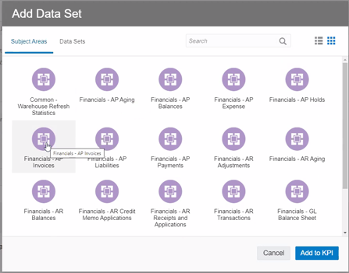 Add Data Set
Subject Areas
Data Sets
Search
Common -
Warehouse Refresh
Statistics
Financials - AP Aging
Financials - AP
Balances
Financials - AP
Expense
Financials - AP Holds
Financials - AP
Invoices
Financials - AP Invoices
Financials - AP
Liabilities
Financials - AP
Payments
Financials - AR
Adjustments
Financials - AR Aging
Financials - AR
Balances
Financials - AR Credit
Memo Applications
Financials - AR
Receipts and
Applications
Financials - AR
Transactions
Financials - GL
Balance Sheet
Cancel
Add to KPI